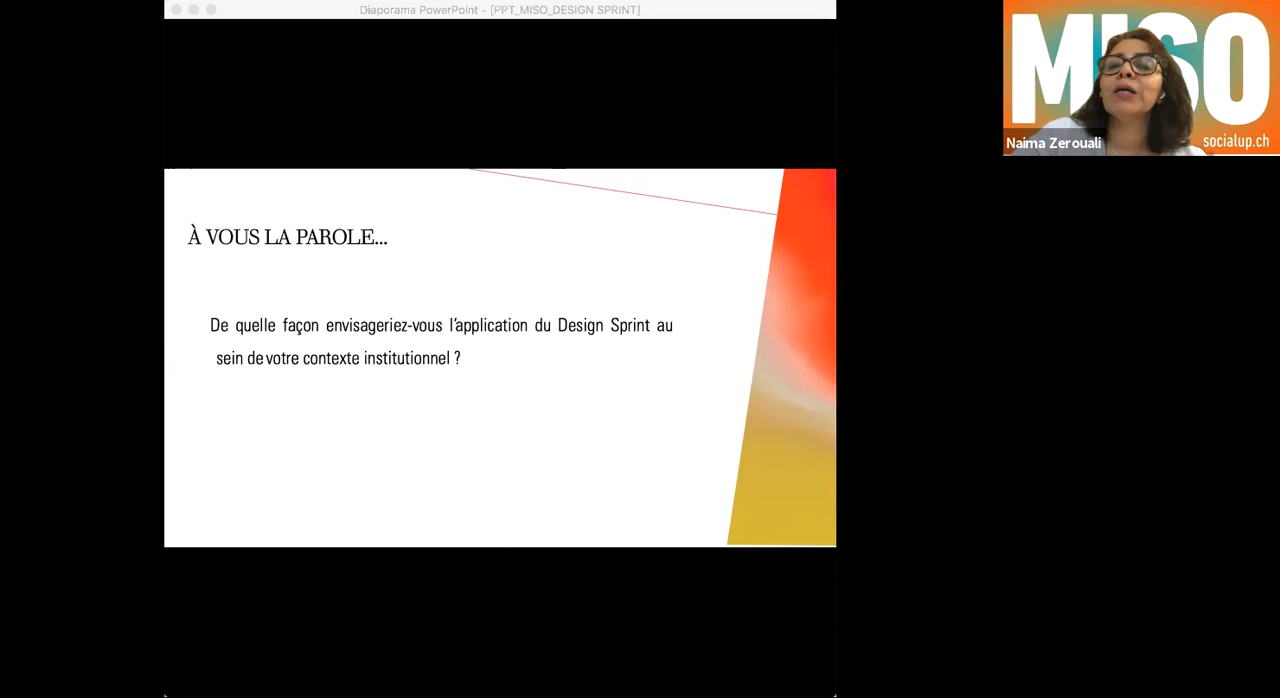 Diaporama PowerPoint - [PPT_MISO_DESIGN SPRINT]
À VOUS LA PAROLE...
De quelle façon envisageriez-vous l'application du Design Sprint au
sein de votre contexte institutionnel ?
MISO
socialup.ch
Naima Zerouali